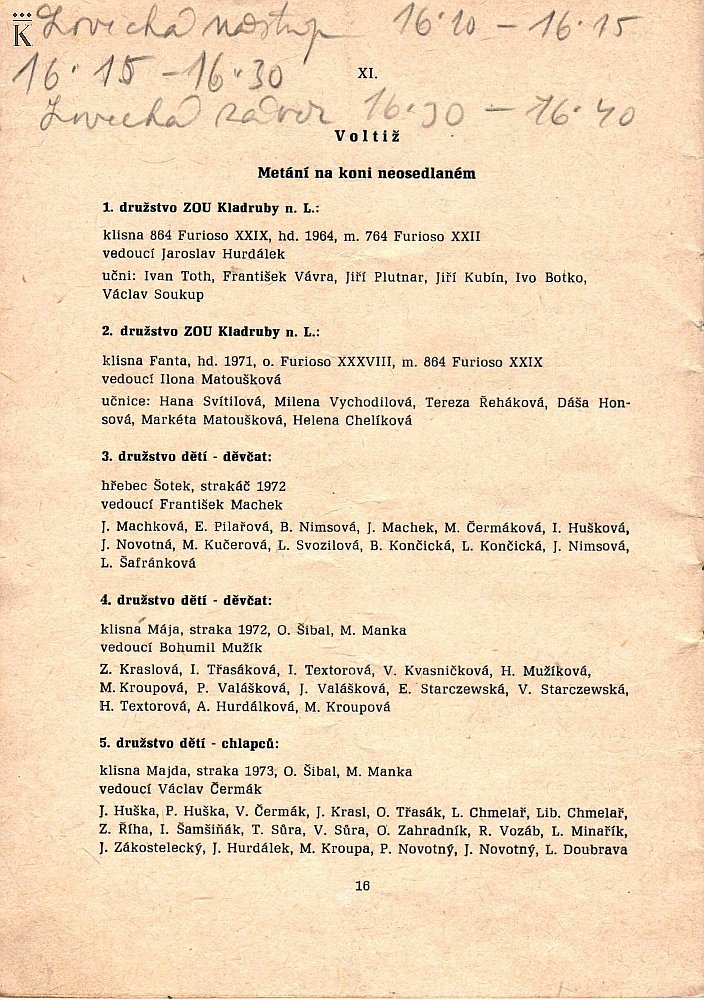 K
Lovecká nástup 16.10 - 16.15
16.15 - 16.30
XI.
Lovecká závod 16.30 - 16.40
Voltiž
Metání na koni neosedlaném
1. družstvo ZOU Kladruby n. L.:
klisna 864 Furioso XXIX, hd. 1964, m. 764 Furioso XXII
vedoucí Jaroslav Hurdálek
učni: Ivan Toth, František Vávra, Jiří Plutnar, Jiří Kubín, Ivo Botko,
Václav Soukup
2. družstvo ZOU Kladruby n. L.:
klisna Fanta, hd. 1971, o. Furioso XXXVIII, m. 864 Furioso XXIX
vedoucí Ilona Matoušková
učnice: Hana Svítilová, Milena Vychodilová, Tereza Řeháková, Dáša Hon-
sová, Markéta Matoušková, Helena Chelíková
3. družstvo dětí - děvčat:
hřebec Šotek, strakáč 1972
vedoucí František Machek
J. Machková, E. Pilařová, B. Nimsová, J. Machek, M. Čermáková, I. Hušková,
J. Novotná, M. Kučerová, L. Svozilová, B. Končická, L. Končická, J. Nimsová,
L. Šafránková
4. družstvo dětí - děvčat:
klisna Mája, straka 1972, O. Šibal, M. Manka
vedoucí Bohumil Mužík
Z. Kraslová, I. Třasáková, I. Textorová, V. Kvasničková, H. Mužíková,
M. Kroupová, P. Valášková, J. Valášková, E. Starczewská, V. Starczewská,
H. Textorová, A. Hurdálková, M. Kroupová
5. družstvo dětí - chlapců:
klisna Majda, straka 1973, O. Šibal, M. Manka
vedoucí Václav Čermák
J. Huška, P. Huška, V. Čermák, J. Krasl, O. Třasák, L. Chmelař, Lib. Chmelař,
Z. Říha, I. Šamšiňák, T. Sůra, V. Sůra, O. Zahradník, R. Vozáb, L. Minařík,
J. Zákostelecký, J. Hurdálek, M. Kroupa, P. Novotný, J. Novotný, L. Doubrava
16